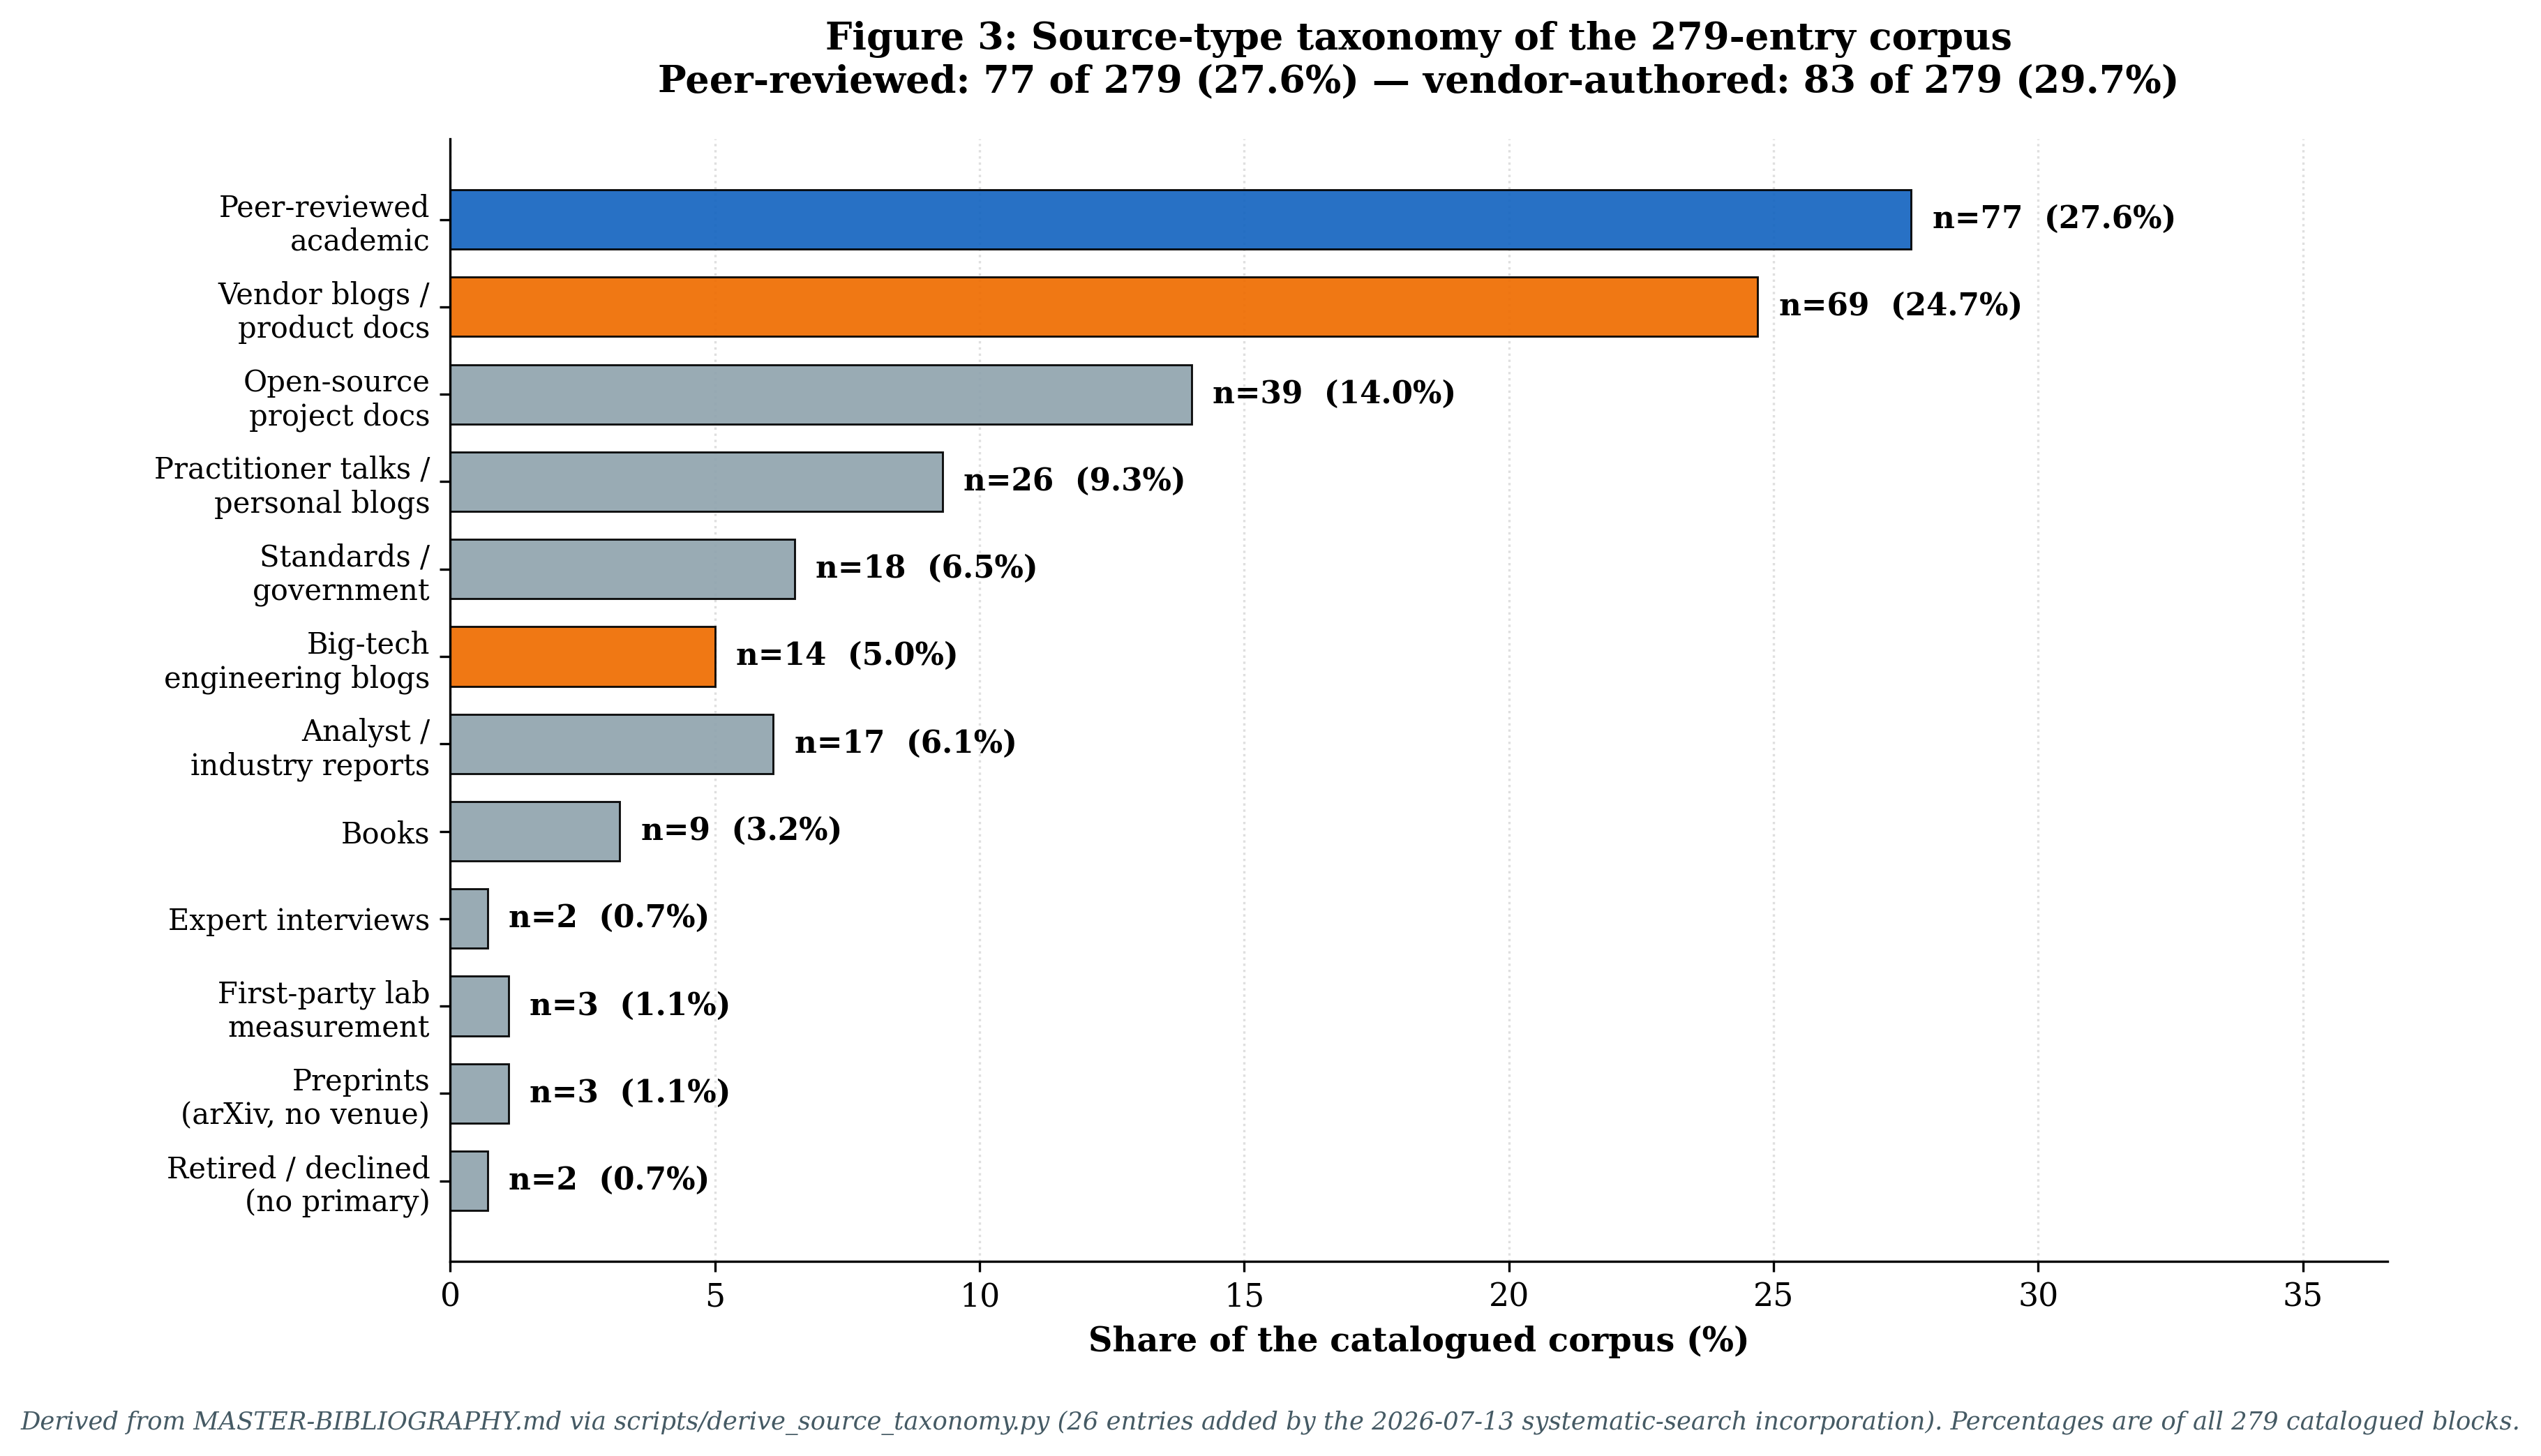 Figure 3: Source-type taxonomy of the 279-entry corpus
Peer-reviewed: 77 of 279 (27.6%) — vendor-authored: 83 of 279 (29.7%)
Peer-reviewed
academic
n=77 (27.6%)
Vendor blogs /
product docs
n=69 (24.7%)
Open-source
project docs
n=39 (14.0%)
Practitioner talks /
personal blogs
n=26 (9.3%)
Standards /
government
n=18 (6.5%)
Big-tech
engineering blogs
n=14 (5.0%)
Analyst /
industry reports
n=17 (6.1%)
Books
n=9 (3.2%)
Expert interviews
n=2 (0.7%)
First-party lab
measurement
n=3 (1.1%)
Preprints
(arXiv, no venue)
n=3 (1.1%)
Retired / declined
(no primary)
n=2 (0.7%)
0 5 10 15 20 25 30 35
Share of the catalogued corpus (%)
Derived from MASTER-BIBLIOGRAPHY.md via scripts/derive_source_taxonomy.py (26 entries added by the 2026-07-13 systematic-search incorporation). Percentages are of all 279 catalogued blocks.